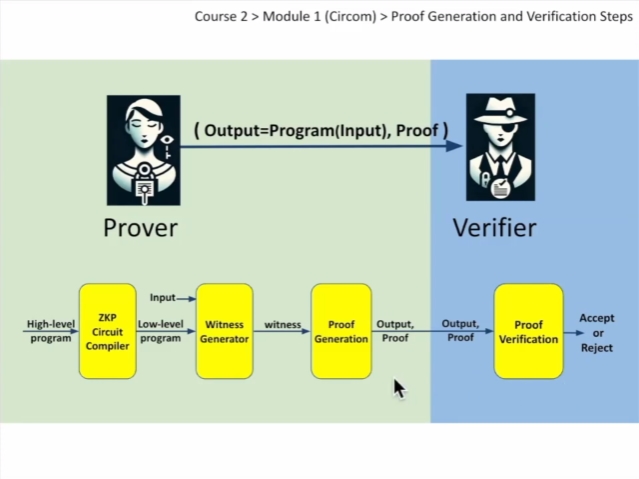 Course 2 > Module 1 (Circom) > Proof Generation and Verification Steps
( Output=Program(Input), Proof )
Prover
Verifier
High-level
program
ZKP
Circuit
Compiler
Input
Low-level
program
Witness
Generator
witness
Proof
Generation
Output,
Proof
Output,
Proof
Proof
Verification
Accept
or
Reject